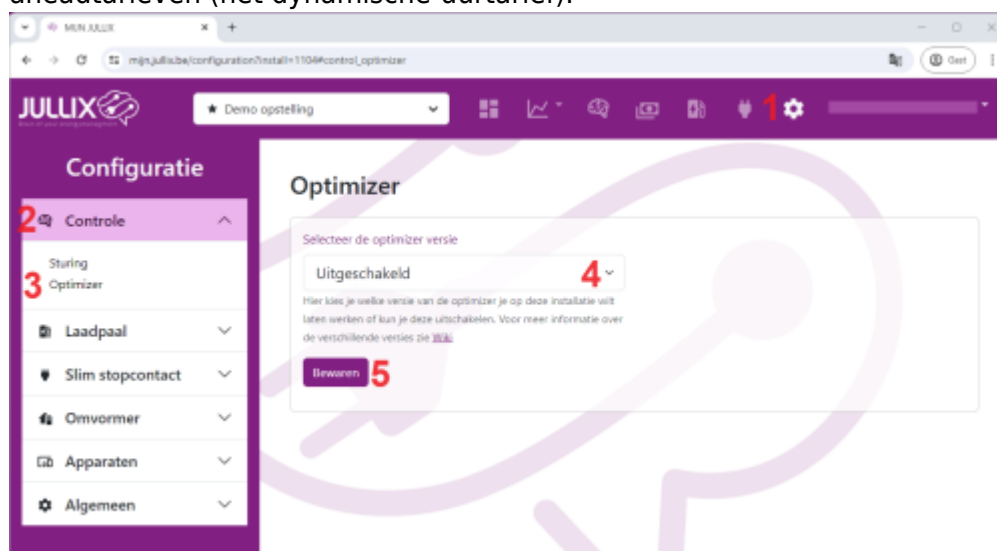 (het dynamische uurtarief).
MIJN JULLIX
mijn.jullix.be/configuration?install=1104#control_optimizer
Gast
JULLIX
Demo opstelling
1
Configuratie
Optimizer
2 Controle
Selecteer de optimizer versie
Sturing
3 Optimizer
Uitgeschakeld 4
Hier kies je welke versie van de optimizer je op deze installatie wilt
laten werken of kun je deze uitschakelen. Voor meer informatie over
de verschillende versies zie Wiki
Bewaren 5
Laadpaal
Slim stopcontact
Omvormer
Apparaten
Algemeen